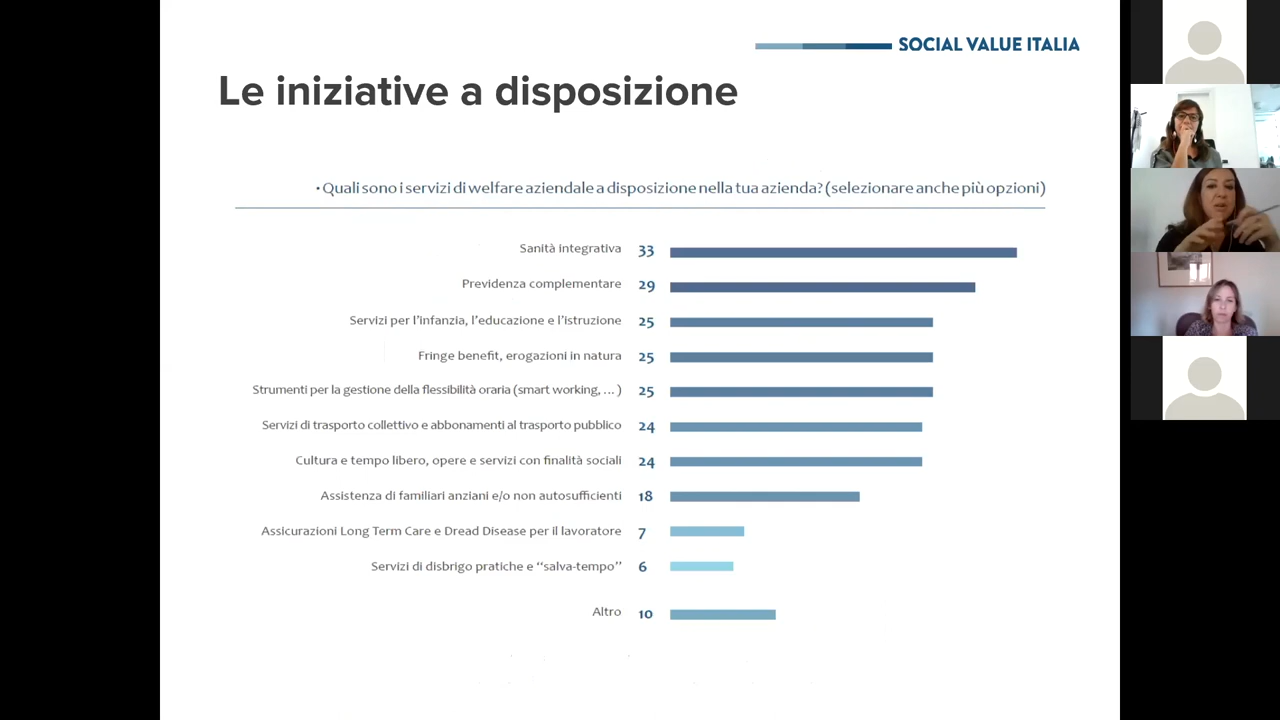 SOCIAL VALUE ITALIA
Le iniziative a disposizione
• Quali sono i servizi di welfare aziendale a disposizione nella tua azienda? (selezionare anche più opzioni)
Sanità integrativa 33
Previdenza complementare 29
Servizi per l’infanzia, l’educazione e l’istruzione 25
Fringe benefit, erogazioni in natura 25
Strumenti per la gestione della flessibilità oraria (smart working, ... ) 25
Servizi di trasporto collettivo e abbonamenti al trasporto pubblico 24
Cultura e tempo libero, opere e servizi con finalità sociali 24
Assistenza di familiari anziani e/o non autosufficienti 18
Assicurazioni Long Term Care e Dread Disease per il lavoratore 7
Servizi di disbrigo pratiche e “salva-tempo” 6
Altro 10